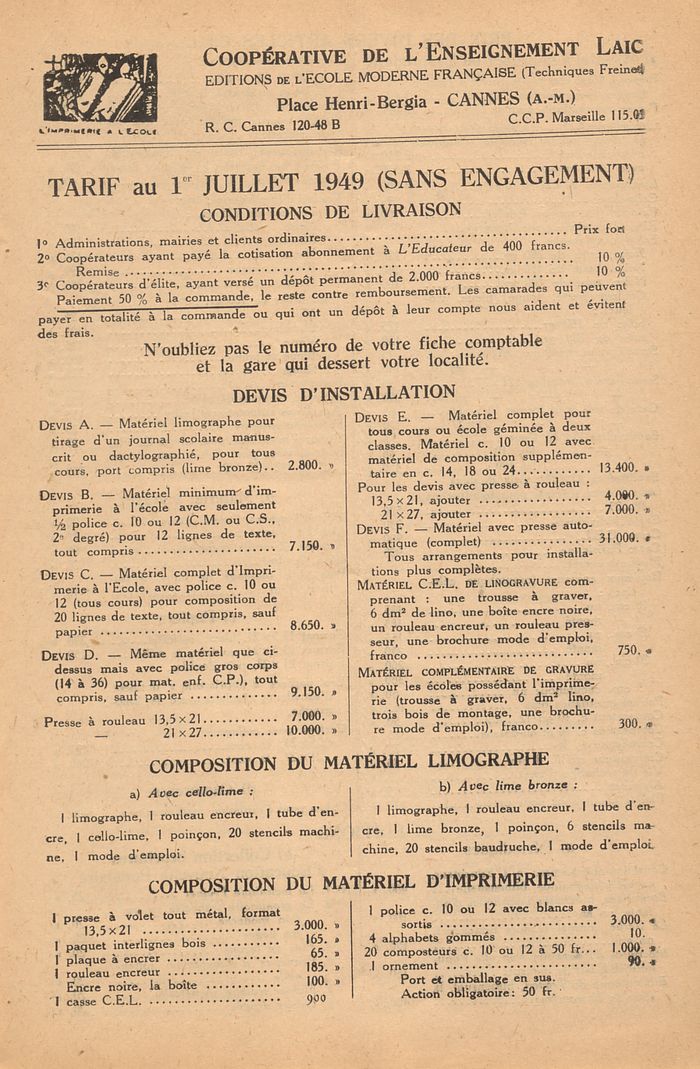 L'IMPRIMERIE A L'ECOLE
COOPÉRATIVE DE L'ENSEIGNEMENT LAIC
EDITIONS DE L'ECOLE MODERNE FRANÇAISE (Techniques Freinet)
Place Henri-Bergia - CANNES (A.-M.)
R. C. Cannes 120-48 B
C.C.P. Marseille 115.03
TARIF au 1er JUILLET 1949 (SANS ENGAGEMENT)
CONDITIONS DE LIVRAISON
1o Administrations, mairies et clients ordinaires........ Prix fort
2o Coopérateurs ayant payé la cotisation abonnement à L'Educateur de 400 francs.
Remise ........ 10 %
3e Coopérateurs d'élite, ayant versé un dépôt permanent de 2.000 francs........ 10 %
Paiement 50 % à la commande, le reste contre remboursement. Les camarades qui peuvent
payer en totalité à la commande ou qui ont un dépôt à leur compte nous aident et évitent
des frais.
N'oubliez pas le numéro de votre fiche comptable
et la gare qui dessert votre localité.
DEVIS D'INSTALLATION
DEVIS A. — Matériel limographe pour
tirage d'un journal scolaire manus-
crit ou dactylographié, pour tous
cours, port compris (lime bronze).. 2.800. »
DEVIS B. — Matériel minimum d'im-
primerie à l'école avec seulement
½ police c. 10 ou 12 (C.M. ou C.S.,
2e degré) pour 12 lignes de texte,
tout compris ........ 7.150. »
DEVIS C. — Matériel complet d'Impri-
merie à l'Ecole, avec police c. 10 ou
12 (tous cours) pour composition de
20 lignes de texte, tout compris, sauf
papier ........ 8.650. »
DEVIS D. — Même matériel que ci-
dessus mais avec police gros corps
(14 à 36) pour mat. enf. C.P.), tout
compris, sauf papier ........ 9.150. »
Presse à rouleau 13,5×21........ 7.000. »
— 21×27........ 10.000. »
DEVIS E. — Matériel complet pour
tous cours ou école géminée à deux
classes. Matériel c. 10 ou 12 avec
matériel de composition supplémen-
taire en c. 14, 18 ou 24........ 13.400. »
Pour les devis avec presse à rouleau :
13,5×21, ajouter ........ 4.000. »
21×27, ajouter ........ 7.000. »
DEVIS F. — Matériel avec presse auto-
matique (complet) ........ 31.000. »
Tous arrangements pour installa-
tions plus complètes.
MATÉRIEL C.E.L. DE LINOGRAVURE com-
prenant : une trousse à graver,
6 dm² de lino, une boîte encre noire,
un rouleau encreur, un rouleau pres-
seur, une brochure mode d'emploi,
franco ........ 750. »
MATÉRIEL COMPLÉMENTAIRE DE GRAVURE
pour les écoles possédant l'imprime-
rie (trousse à graver, 6 dm² lino,
trois bois de montage, une brochu-
re mode d'emploi), franco........ 300. »
COMPOSITION DU MATÉRIEL LIMOGRAPHE
a) Avec cello-lime :
1 limographe, 1 rouleau encreur, 1 tube d'en-
cre, 1 cello-lime, 1 poinçon, 20 stencils machi-
ne, 1 mode d'emploi.
b) Avec lime bronze :
1 limographe, 1 rouleau encreur, 1 tube d'en-
cre, 1 lime bronze, 1 poinçon, 6 stencils ma-
chine, 20 stencils baudruche, 1 mode d'emploi.
COMPOSITION DU MATÉRIEL D'IMPRIMERIE
1 presse à volet tout métal, format
13,5×21 ........ 3.000. »
1 paquet interlignes bois ........ 165. »
1 plaque à encrer ........ 65. »
1 rouleau encreur ........ 185. »
Encre noire, la boîte ........ 100. »
1 casse C.E.L. ........ 900
1 police c. 10 ou 12 avec blancs as-
sortis ........ 3.000. »
4 alphabets gommés ........ 10.
20 composteurs c. 10 ou 12 à 50 fr... 1.000. »
1 ornement ........ 90. »
Port et emballage en sus.
Action obligatoire: 50 fr.